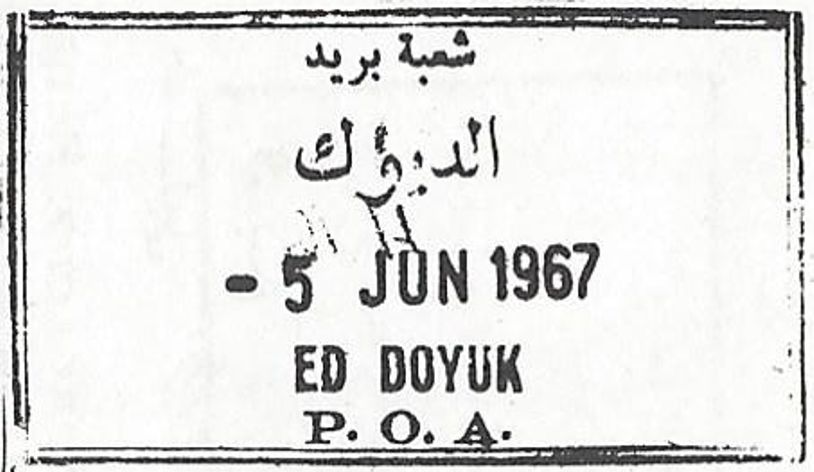 شعبة بريد
الديوك
- 5 JUN 1967
ED DOYUK
P. O. A.